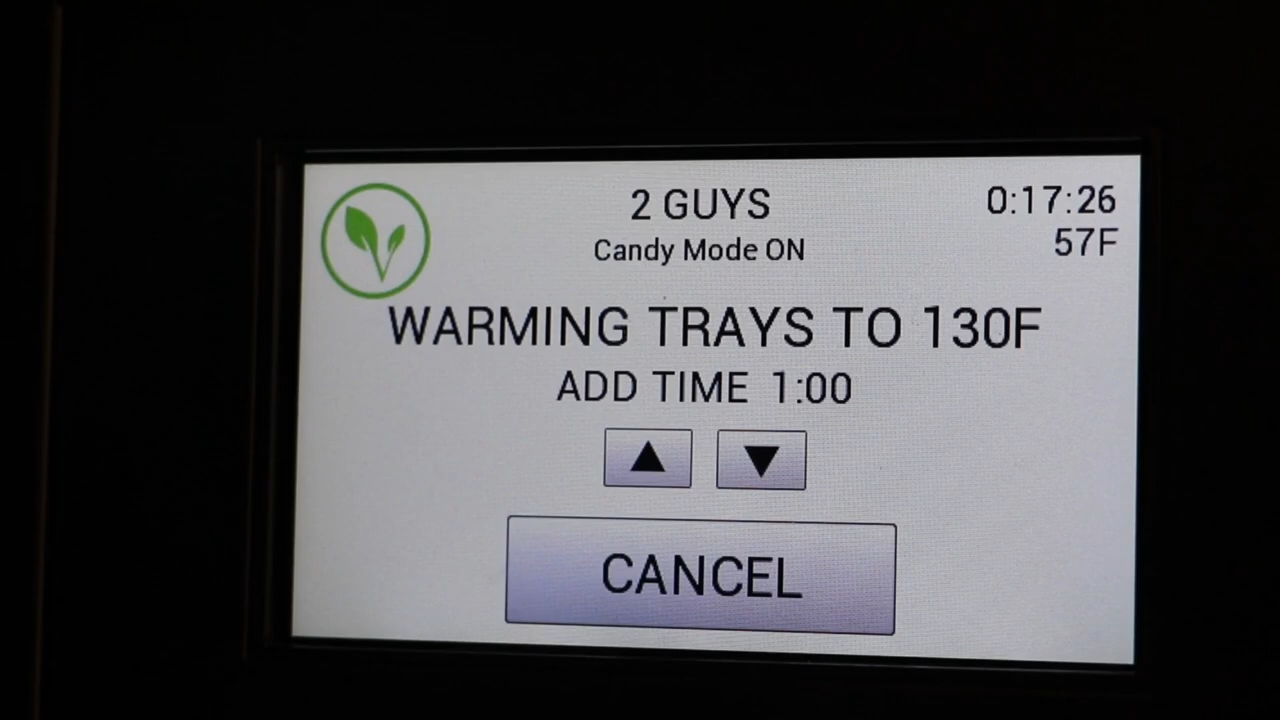 2 GUYS
0:17:26
Candy Mode ON
57F
WARMING TRAYS TO 130F
ADD TIME 1:00
CANCEL